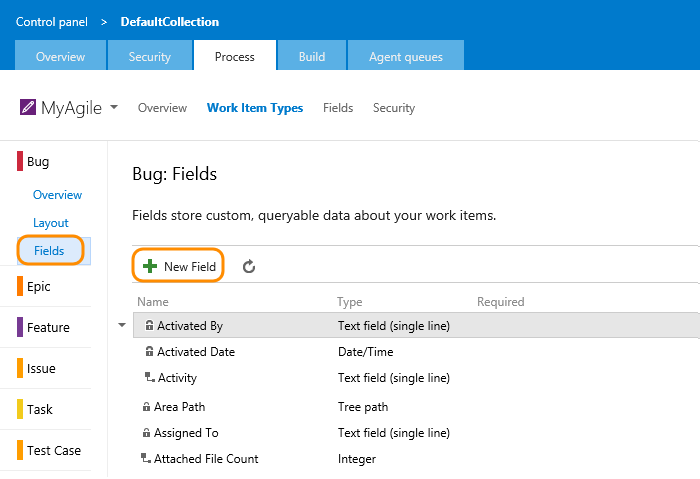 Control panel > DefaultCollection
Overview Security Process Build Agent queues
MyAgile Overview Work Item Types Fields Security
Bug
Overview
Layout
Fields
Epic
Feature
Issue
Task
Test Case
Bug: Fields
Fields store custom, queryable data about your work items.
New Field
Name Type Required
Activated By Text field (single line)
Activated Date Date/Time
Activity Text field (single line)
Area Path Tree path
Assigned To Text field (single line)
Attached File Count Integer